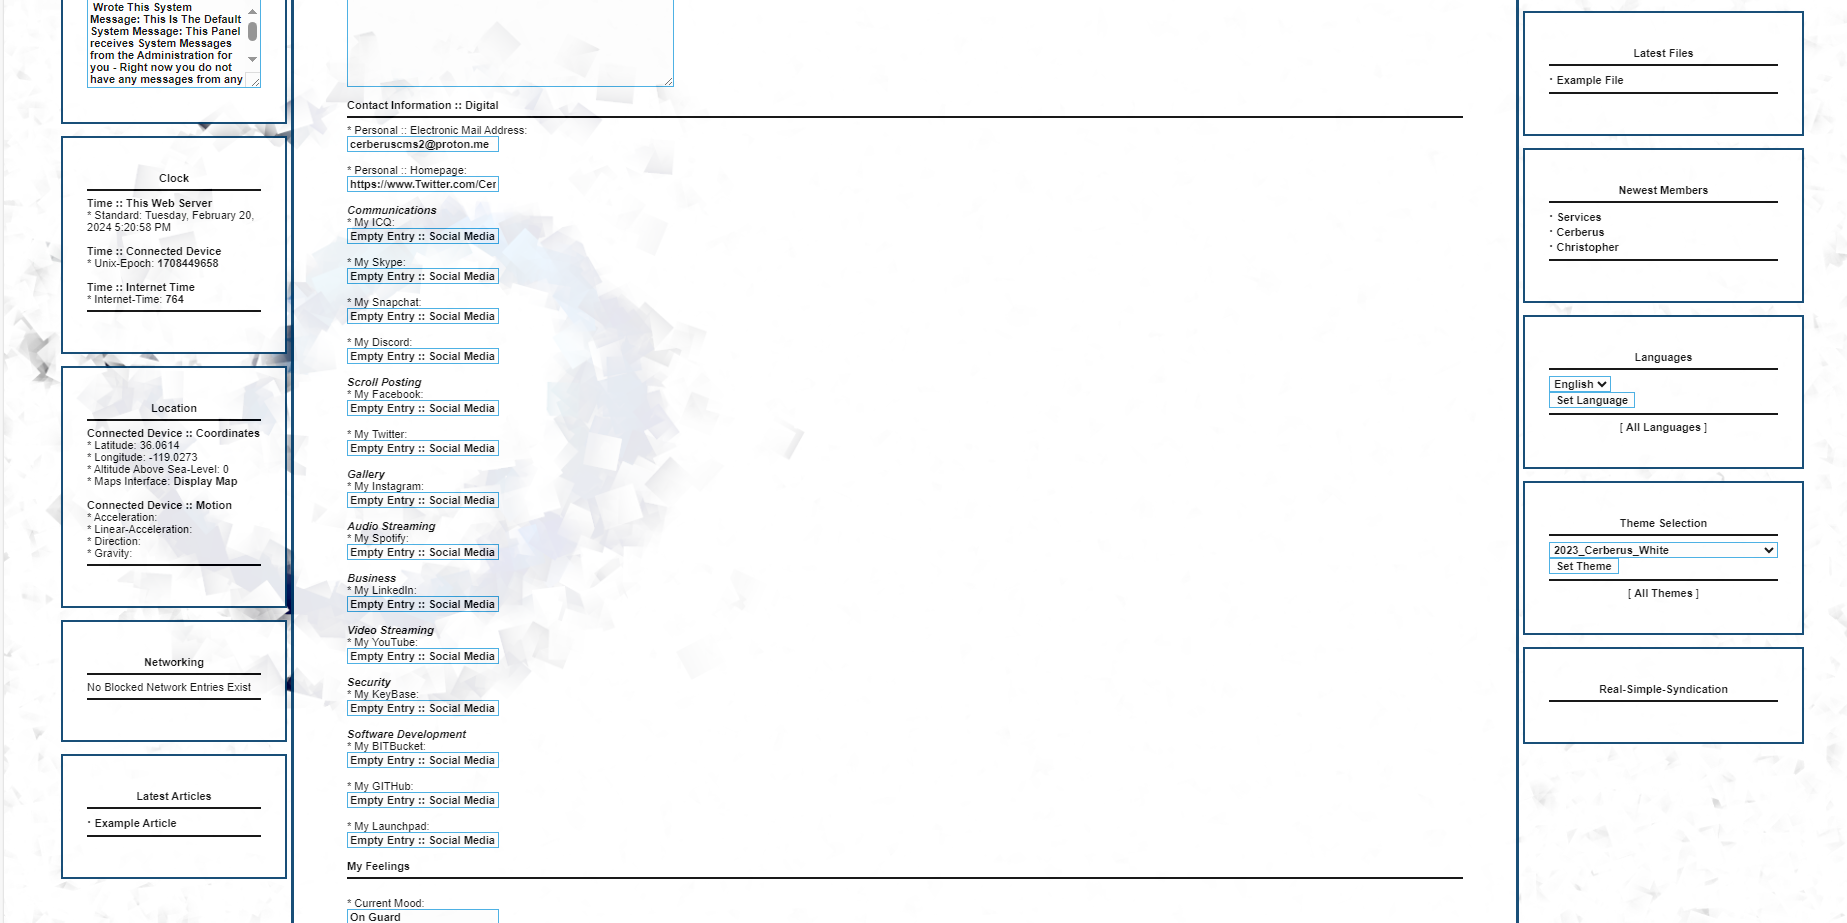 Wrote This System
Message: This Is The Default
System Message: This Panel
receives System Messages
from the Administration for
you - Right now you do not
have any messages from any
Clock
Time :: This Web Server
* Standard: Tuesday, February 20,
2024 5:20:58 PM
Time :: Connected Device
* Unix-Epoch: 1708449658
Time :: Internet Time
* Internet-Time: 764
Location
Connected Device :: Coordinates
* Latitude: 36.0614
* Longitude: -119.0273
* Altitude Above Sea-Level: 0
* Maps Interface: Display Map
Connected Device :: Motion
* Acceleration:
* Linear-Acceleration:
* Direction:
* Gravity:
Networking
No Blocked Network Entries Exist
Latest Articles
· Example Article
Contact Information :: Digital
* Personal :: Electronic Mail Address:
cerberuscms2@proton.me
* Personal :: Homepage:
https://www.Twitter.com/Cer
Communications
* My ICQ:
Empty Entry :: Social Media
* My Skype:
Empty Entry :: Social Media
* My Snapchat:
Empty Entry :: Social Media
* My Discord:
Empty Entry :: Social Media
Scroll Posting
* My Facebook:
Empty Entry :: Social Media
* My Twitter:
Empty Entry :: Social Media
Gallery
* My Instagram:
Empty Entry :: Social Media
Audio Streaming
* My Spotify:
Empty Entry :: Social Media
Business
* My LinkedIn:
Empty Entry :: Social Media
Video Streaming
* My YouTube:
Empty Entry :: Social Media
Security
* My KeyBase:
Empty Entry :: Social Media
Software Development
* My BITBucket:
Empty Entry :: Social Media
* My GITHub:
Empty Entry :: Social Media
* My Launchpad:
Empty Entry :: Social Media
My Feelings
* Current Mood:
On Guard
Latest Files
· Example File
Newest Members
· Services
· Cerberus
· Christopher
Languages
English
Set Language
[ All Languages ]
Theme Selection
2023_Cerberus_White
Set Theme
[ All Themes ]
Real-Simple-Syndication